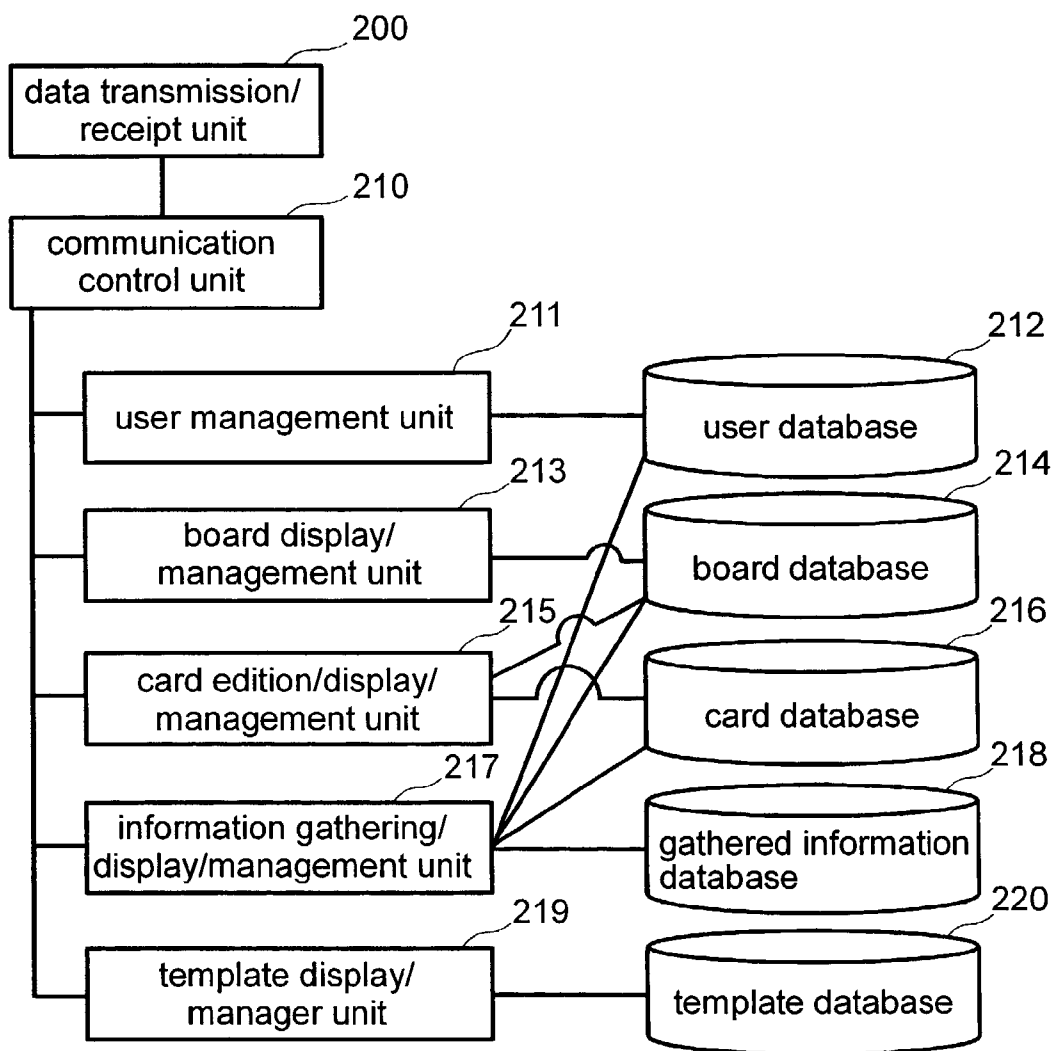 200
data transmission/
receipt unit
210
communication
control unit
211
user management unit
212
user database
213
board display/
management unit
214
board database
215
card edition/display/
management unit
216
card database
217
information gathering/
display/management unit
218
gathered information
database
219
template display/
manager unit
220
template database